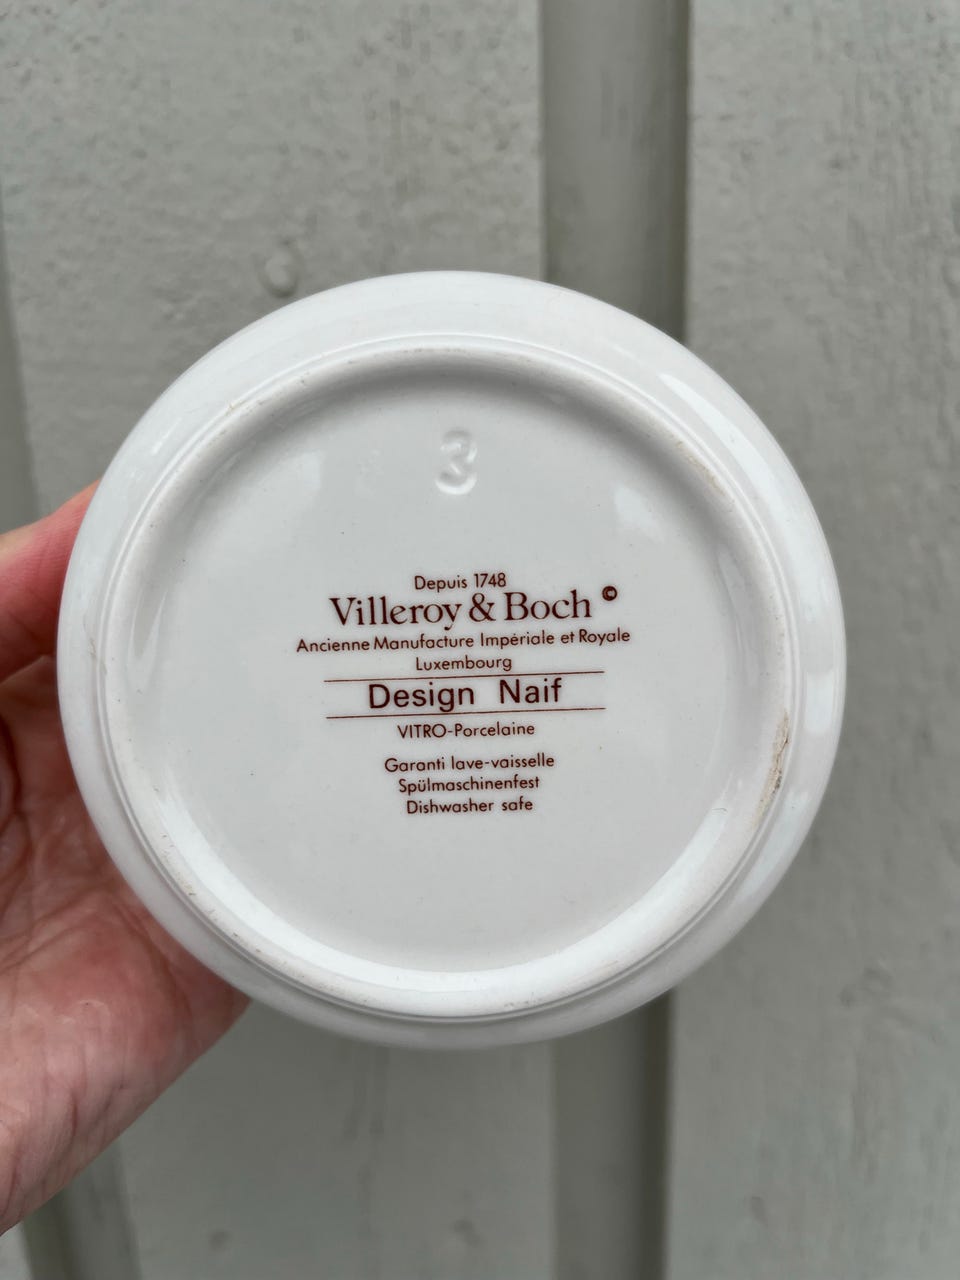 3
Depuis 1748
Villeroy & Boch ©
Ancienne Manufacture Impériale et Royale
Luxembourg
Design Naif
VITRO-Porcelaine
Garanti lave-vaisselle
Spülmaschinenfest
Dishwasher safe